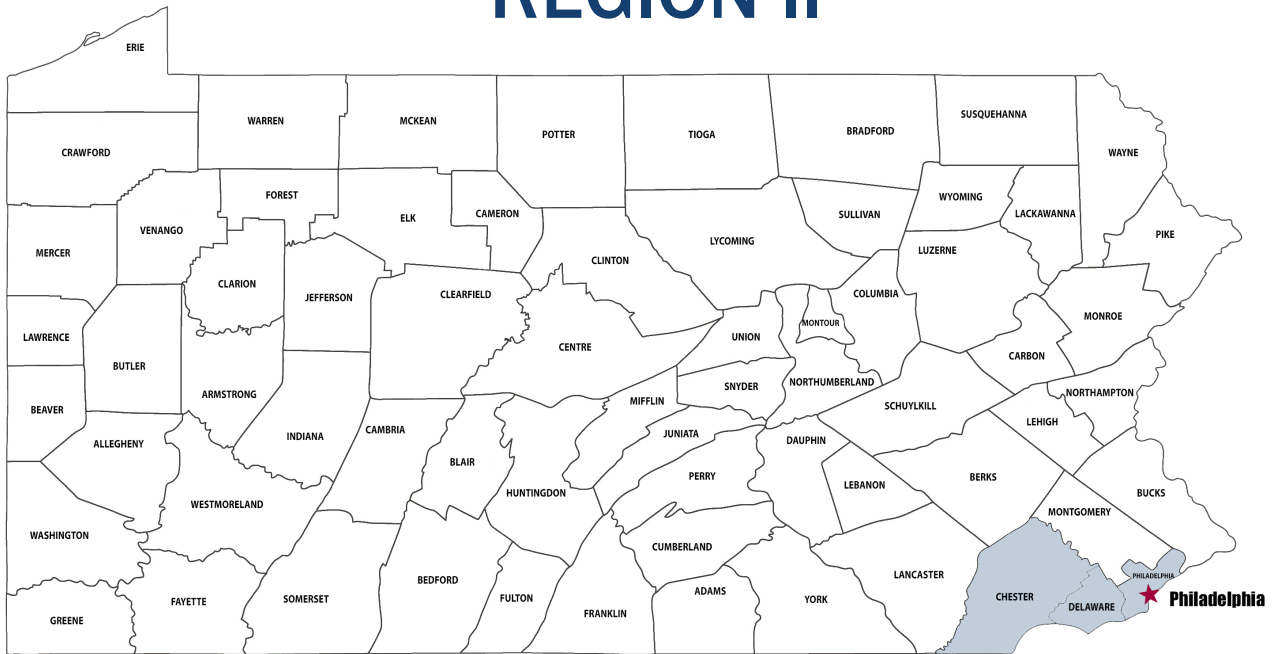 REGION II
ERIE
WARREN
MCKEAN
POTTER
TIOGA
BRADFORD
SUSQUEHANNA
WAYNE
CRAWFORD
FOREST
ELK
CAMERON
SULLIVAN
WYOMING
LACKAWANNA
PIKE
VENANGO
MERCER
CLARION
JEFFERSON
CLEARFIELD
CLINTON
LYCOMING
LUZERNE
COLUMBIA
MONTOUR
MONROE
LAWRENCE
BUTLER
ARMSTRONG
CENTRE
UNION
SNYDER
NORTHUMBERLAND
CARBON
NORTHAMPTON
BEAVER
ALLEGHENY
INDIANA
CAMBRIA
BLAIR
MIFFLIN
JUNIATA
DAUPHIN
SCHUYLKILL
LEHIGH
WESTMORELAND
HUNTINGDON
PERRY
LEBANON
BERKS
BUCKS
MONTGOMERY
WASHINGTON
CUMBERLAND
GREENE
FAYETTE
SOMERSET
BEDFORD
FULTON
FRANKLIN
ADAMS
YORK
LANCASTER
CHESTER
DELAWARE
PHILADELPHIA
Philadelphia